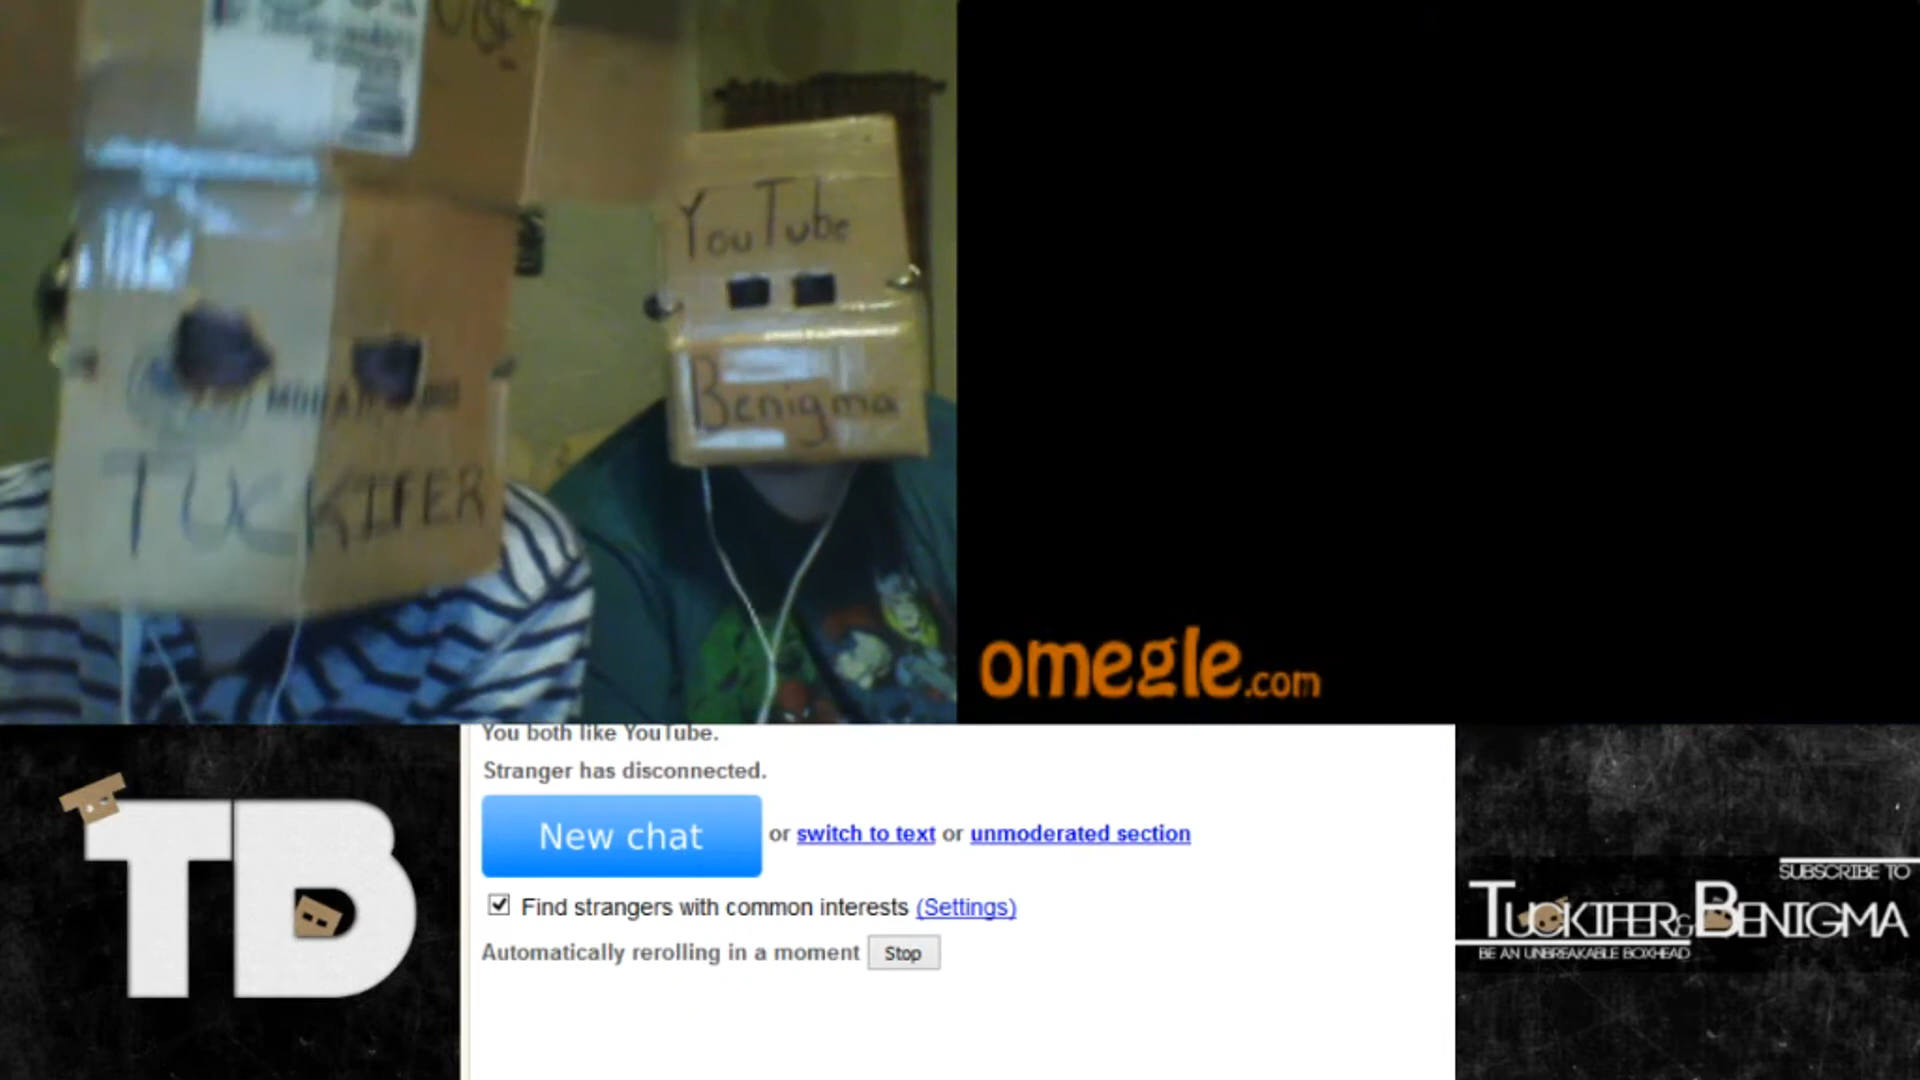 YouTube
Benigma
TUCKIFER
omegle.com
You both like YouTube.
Stranger has disconnected.
New chat or switch to text or unmoderated section
Find strangers with common interests (Settings)
Automatically rerolling in a moment Stop
TB
SUBSCRIBE TO
TUCKIFER & BENIGMA
BE AN UNBREAKABLE BOXHEAD